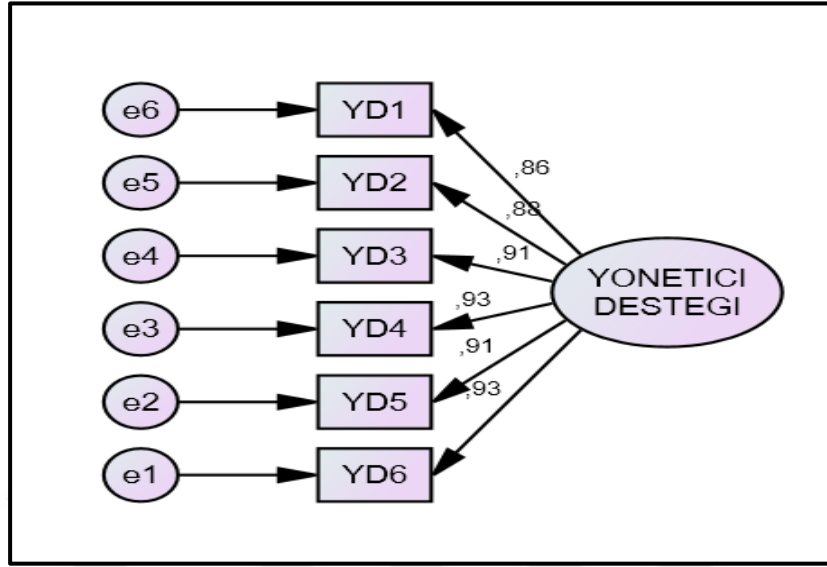 e6
YD1
,86
e5
YD2
,88
e4
YD3
,91
YONETICI
DESTEGI
e3
YD4
,93
e2
YD5
,91
e1
YD6
,93